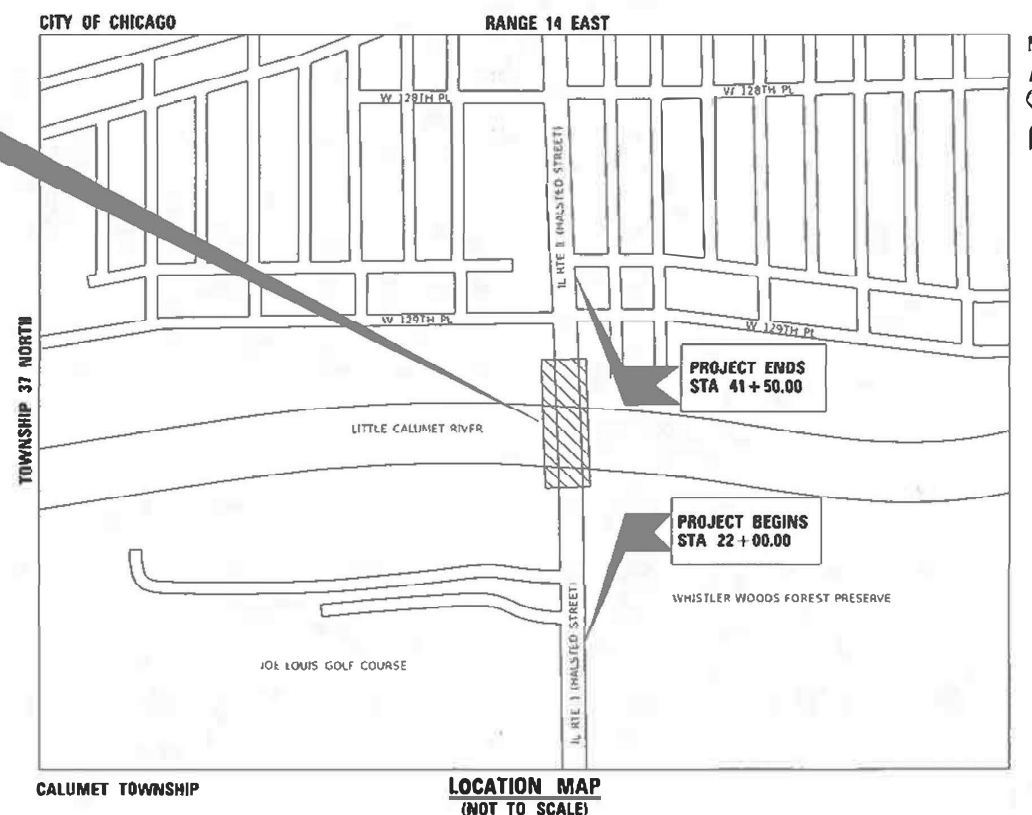 CITY OF CHICAGO
RANGE 14 EAST
W 128TH PL
W 128TH PL
IL RTE 1 (HALSTED STREET)
W 129TH PL
W 129TH PL
TOWNSHIP 37 NORTH
PROJECT ENDS
STA 41+50.00
LITTLE CALUMET RIVER
PROJECT BEGINS
STA 22+00.00
WHISTLER WOODS FOREST PRESERVE
JOE LOUIS GOLF COURSE
IL RTE 1 (HALSTED STREET)
CALUMET TOWNSHIP
LOCATION MAP
(NOT TO SCALE)